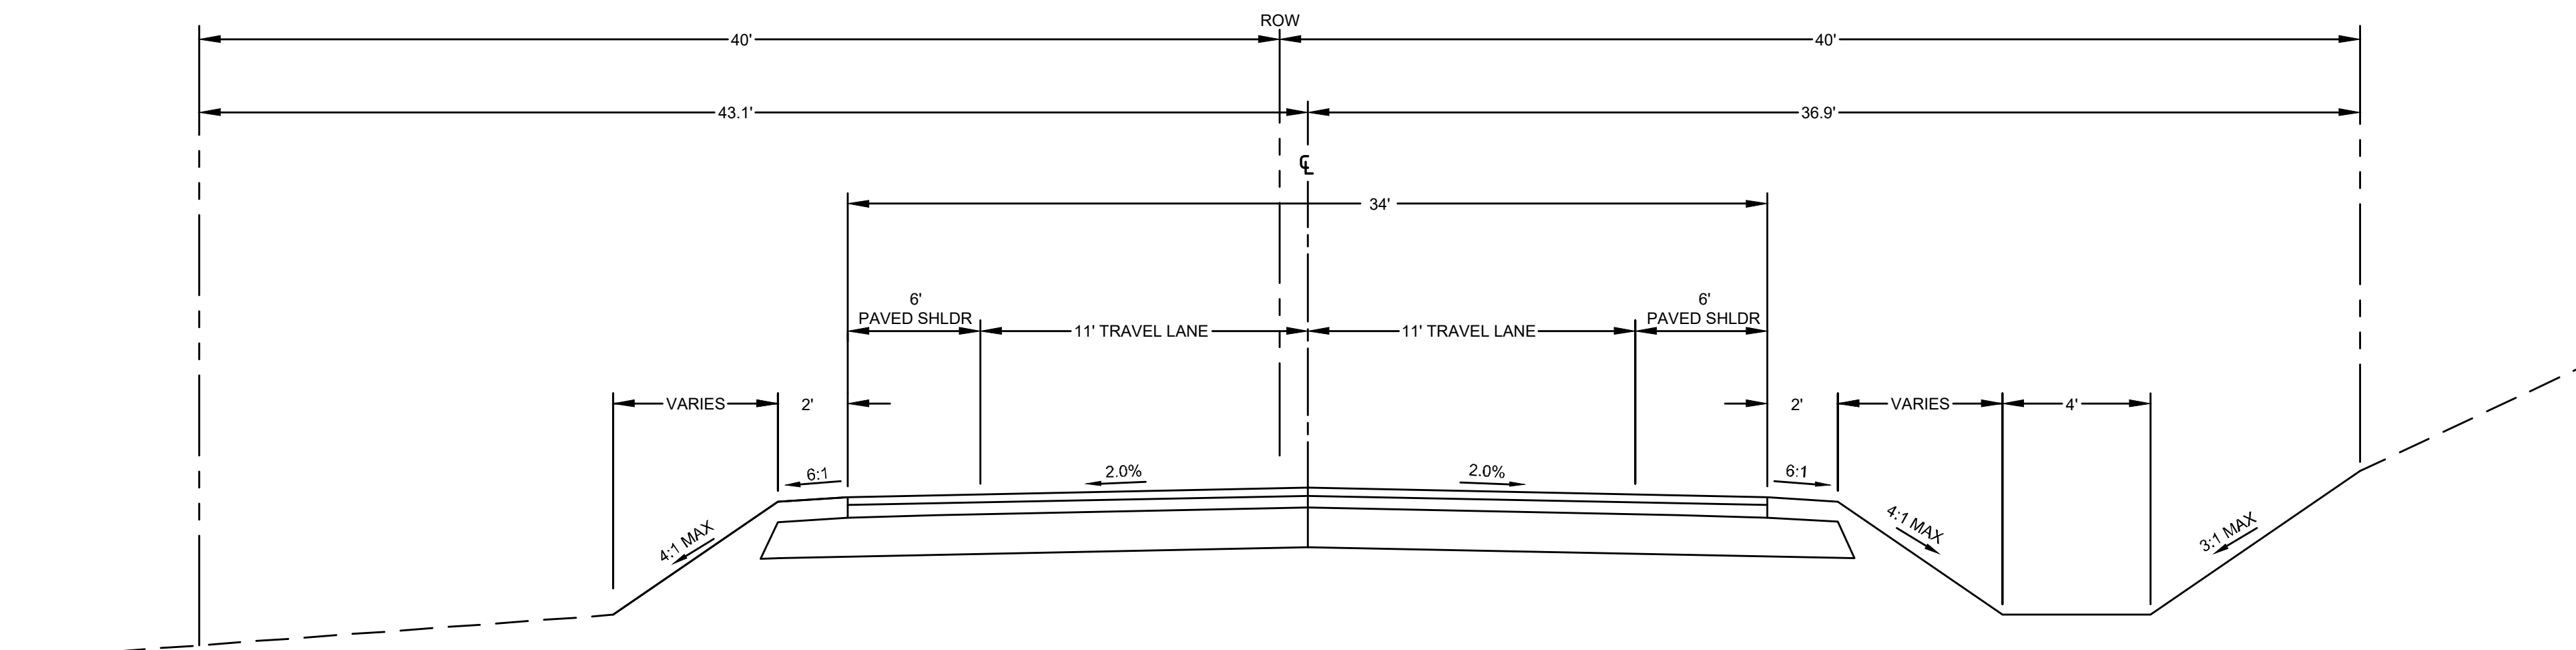 ROW
40'
40'
43.1'
36.9'
℄
34'
6'
PAVED SHLDR
11' TRAVEL LANE
11' TRAVEL LANE
6'
PAVED SHLDR
VARIES
2'
2'
VARIES
4'
6:1
2.0%
2.0%
6:1
4:1 MAX
4:1 MAX
3:1 MAX